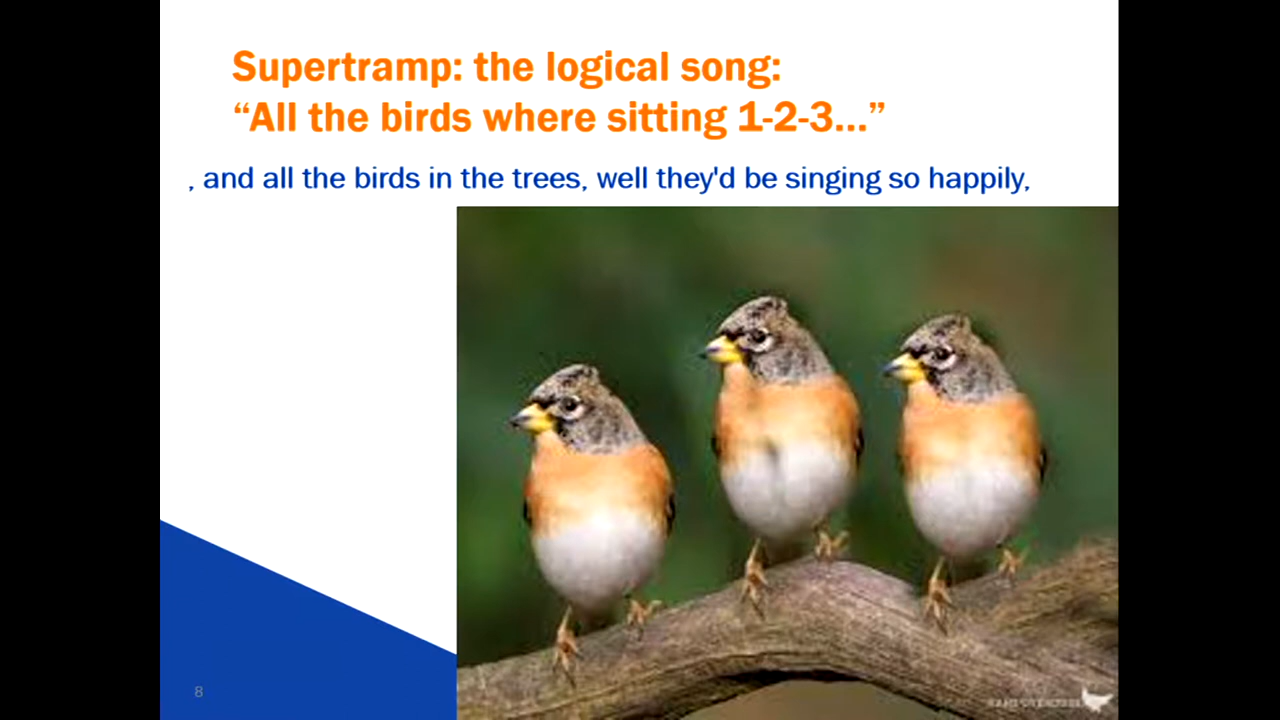 Supertramp: the logical song:
“All the birds where sitting 1-2-3...”
, and all the birds in the trees, well they'd be singing so happily,
8